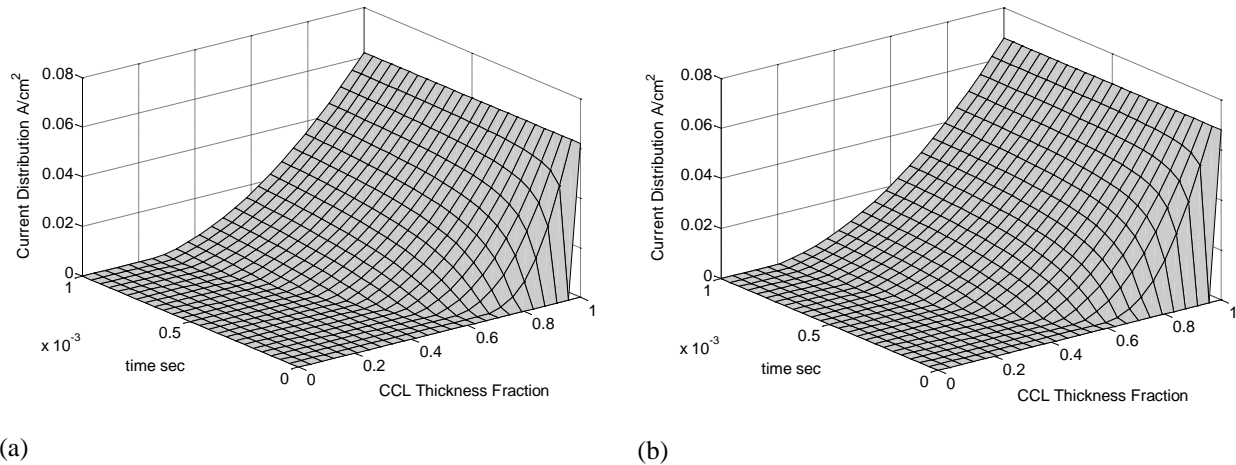 0.08
0.06
0.04
0.02
0
Current Distribution A/cm²
1
0.5
0
x 10⁻³
time sec
0
0.2
0.4
0.6
0.8
1
CCL Thickness Fraction
(a)
0.08
0.06
0.04
0.02
0
Current Distribution A/cm²
1
0.5
0
x 10⁻³
time sec
0
0.2
0.4
0.6
0.8
1
CCL Thickness Fraction
(b)